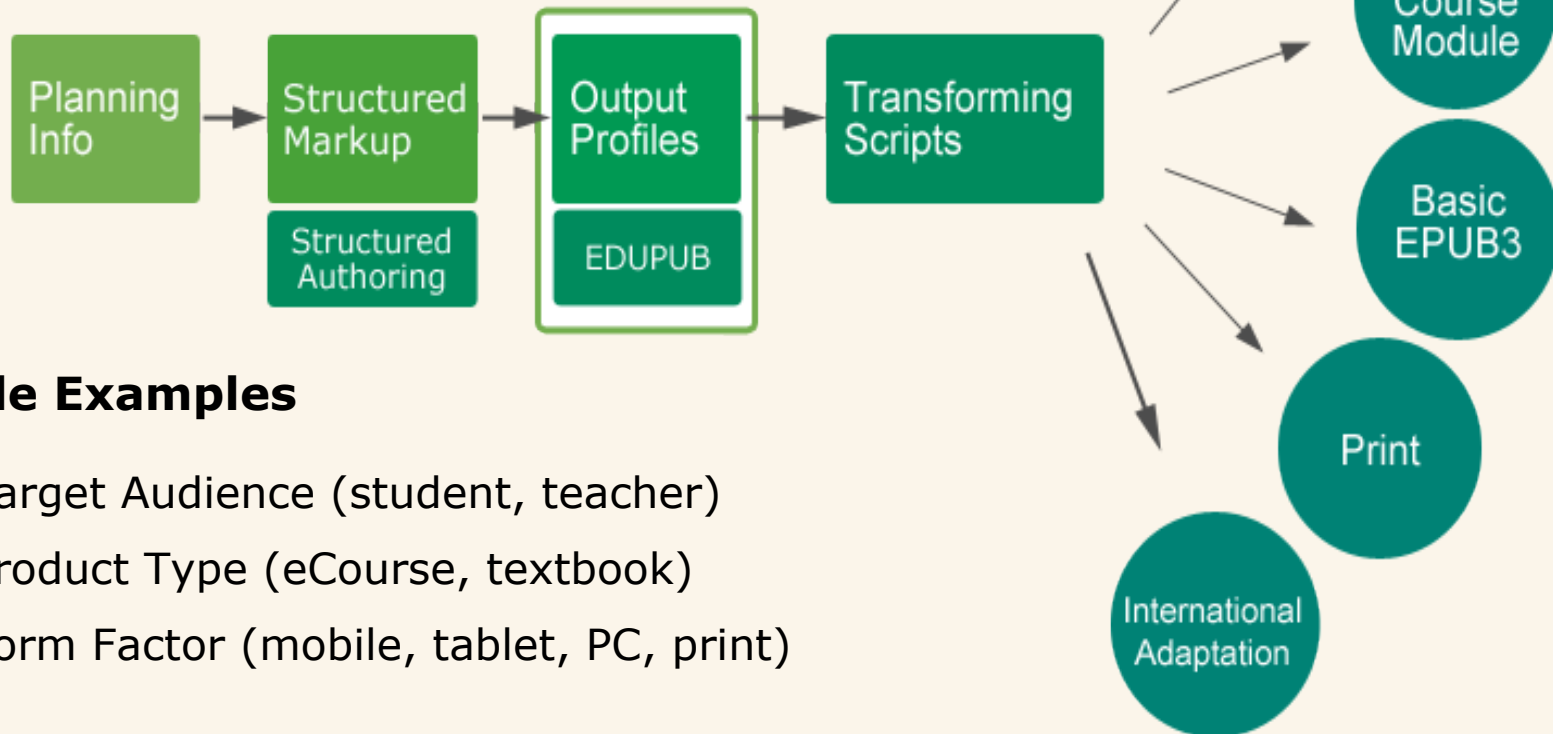 Course
Module
Planning
Info
Structured
Markup
Output
Profiles
Transforming
Scripts
Structured
Authoring
EDUPUB
Basic
EPUB3
Print
International
Adaptation
le Examples
arget Audience (student, teacher)
roduct Type (eCourse, textbook)
orm Factor (mobile, tablet, PC, print)